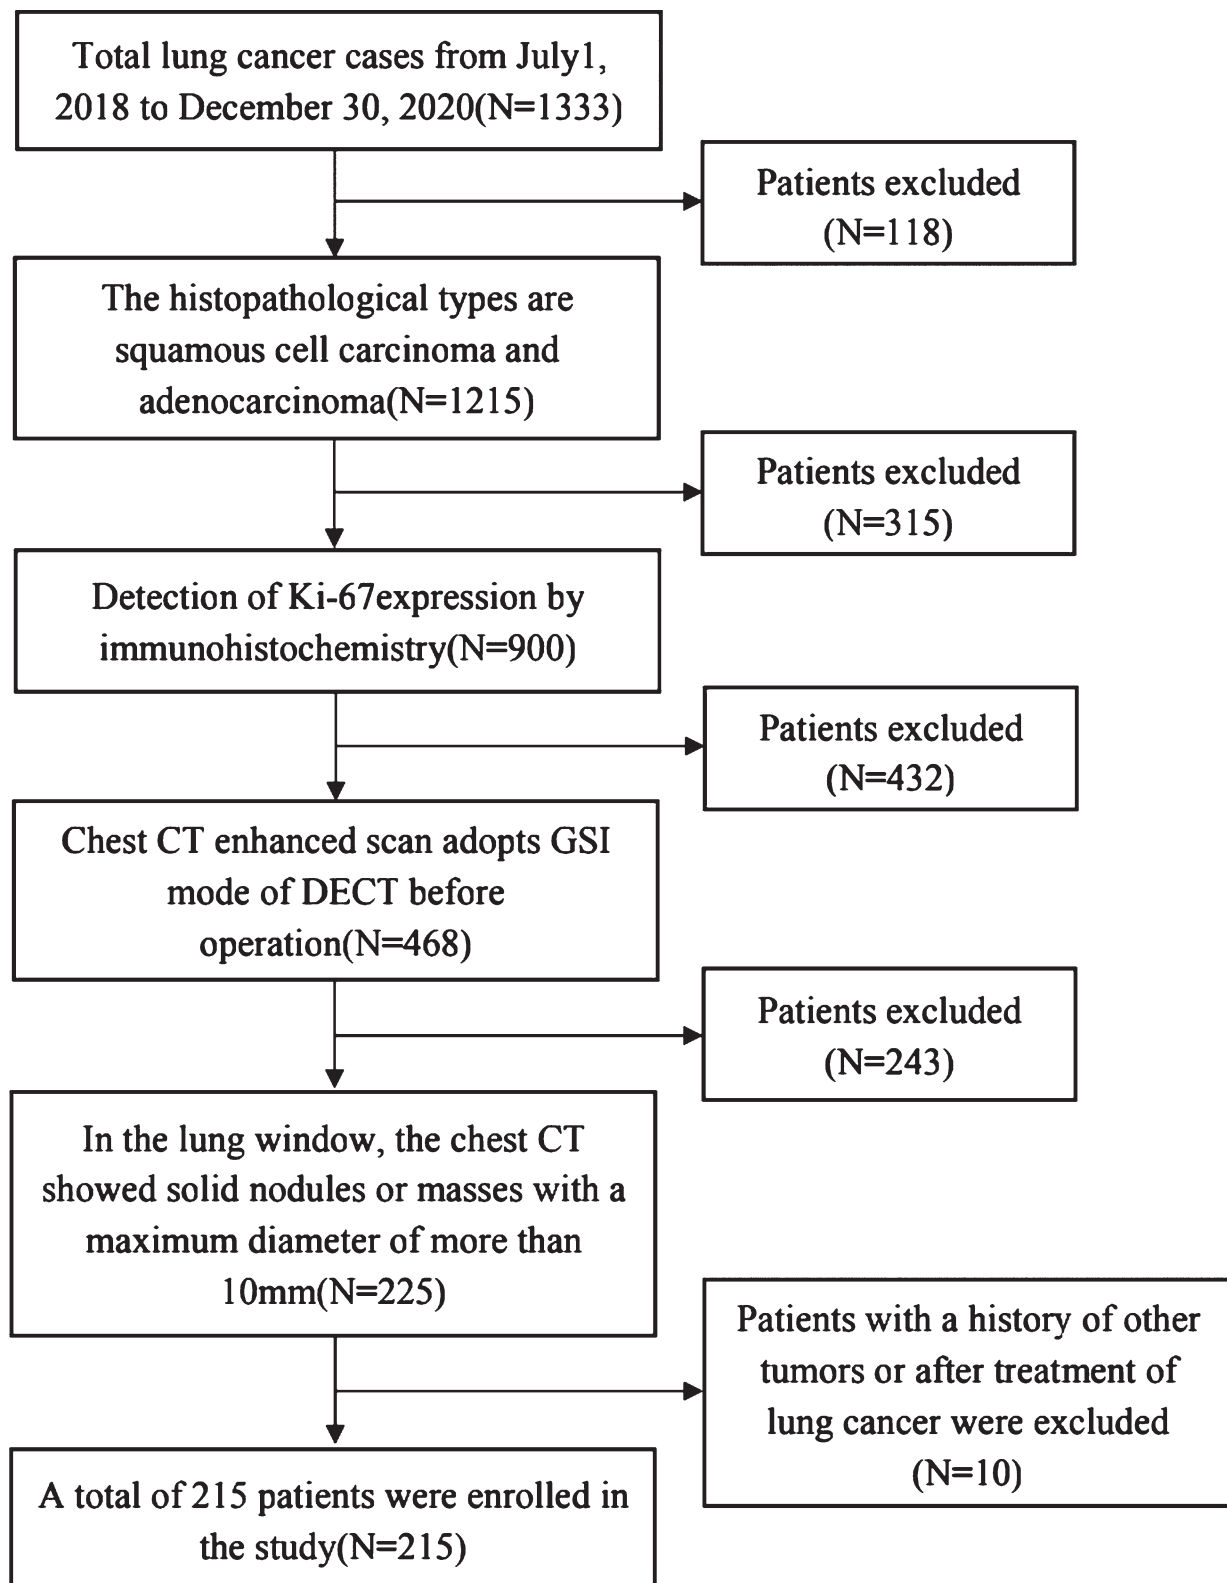 Total lung cancer cases from July1,
2018 to December 30, 2020(N=1333)
Patients excluded
(N=118)
The histopathological types are
squamous cell carcinoma and
adenocarcinoma(N=1215)
Patients excluded
(N=315)
Detection of Ki-67expression by
immunohistochemistry(N=900)
Patients excluded
(N=432)
Chest CT enhanced scan adopts GSI
mode of DECT before
operation(N=468)
Patients excluded
(N=243)
In the lung window, the chest CT
showed solid nodules or masses with a
maximum diameter of more than
10mm(N=225)
Patients with a history of other
tumors or after treatment of
lung cancer were excluded
(N=10)
A total of 215 patients were enrolled in
the study(N=215)